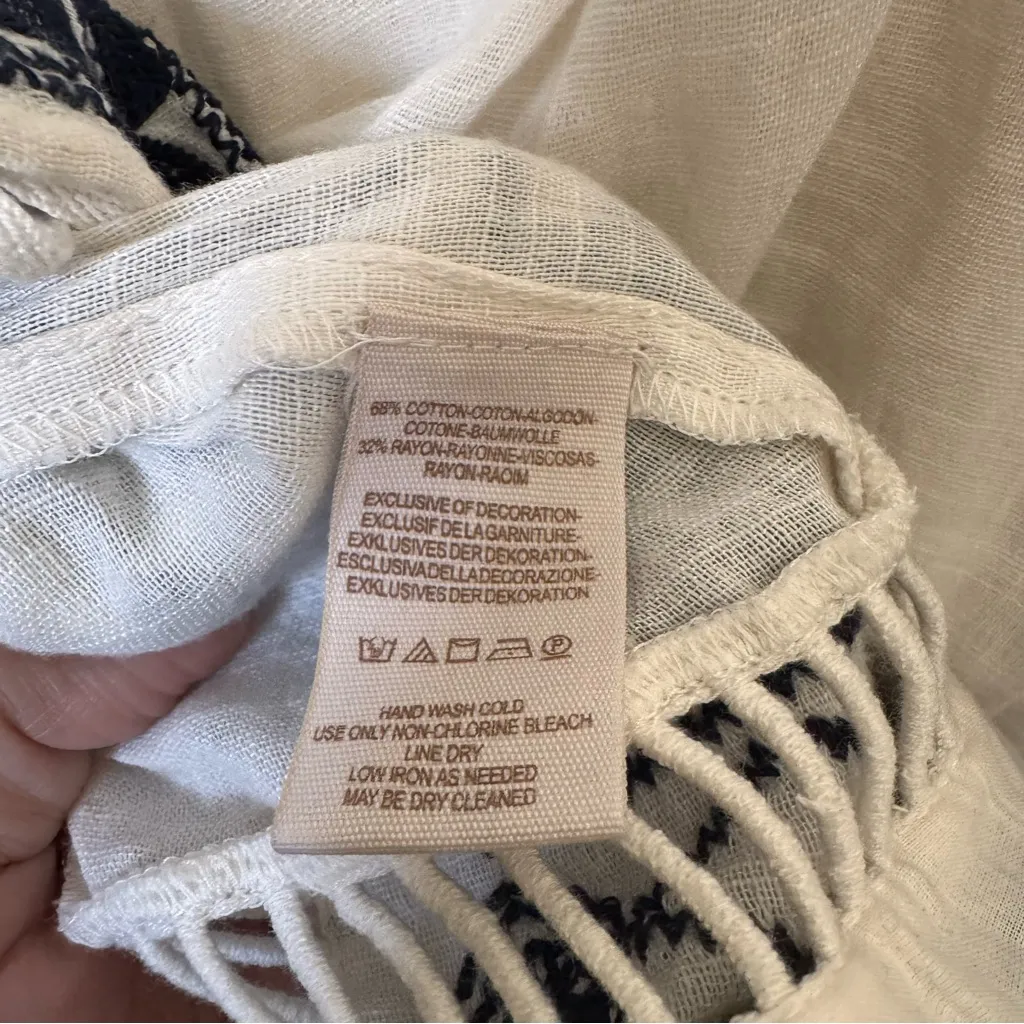 68% COTTON-COTON-ALGODON-
COTONE-BAUMWOLLE
32% RAYON-RAYONNE-VISCOSAS-
RAYON-RAOIM
EXCLUSIVE OF DECORATION-
EXCLUSIF DE LA GARNITURE-
EXKLUSIVES DER DEKORATION-
ESCLUSIVA DELLA DECORAZIONE-
EXKLUSIVES DER DEKORATION
P
HAND WASH COLD
USE ONLY NON-CHLORINE BLEACH
LINE DRY
LOW IRON AS NEEDED
MAY BE DRY CLEANED